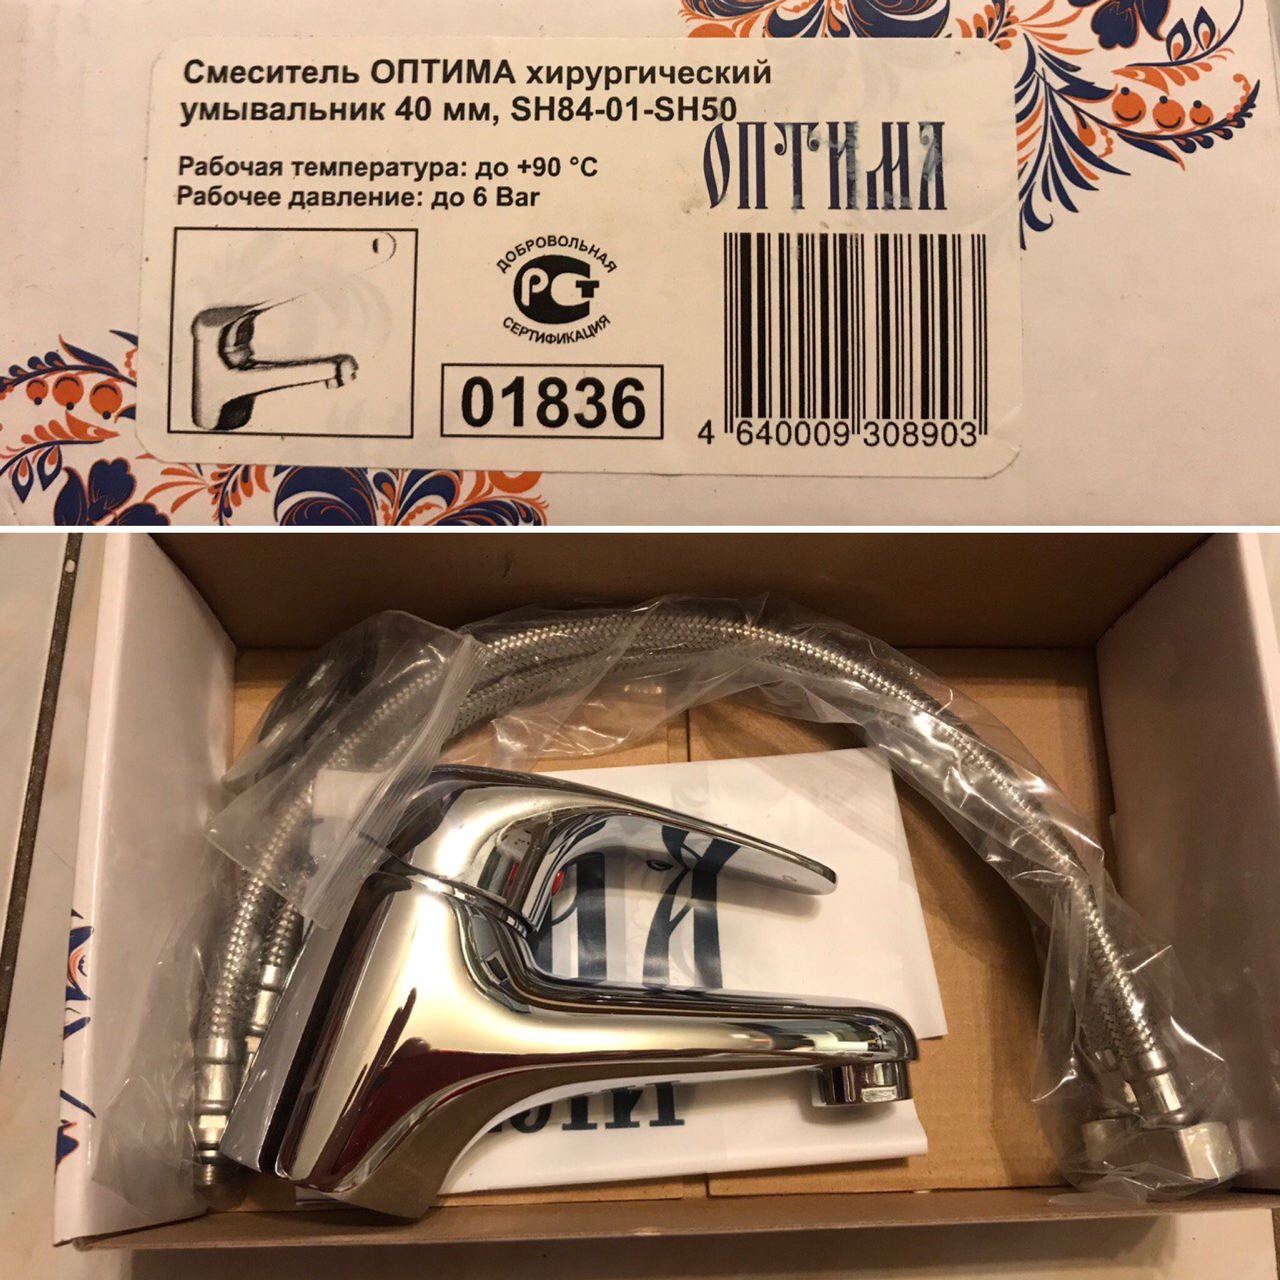 Смеситель ОПТИМА хирургический
умывальник 40 мм, SH84-01-SH50
ОПТИМА
Рабочая температура: до +90 °C
Рабочее давление: до 6 Bar
ДОБРОВОЛЬНАЯ
РСТ
СЕРТИФИКАЦИЯ
01836
4 640009 308903